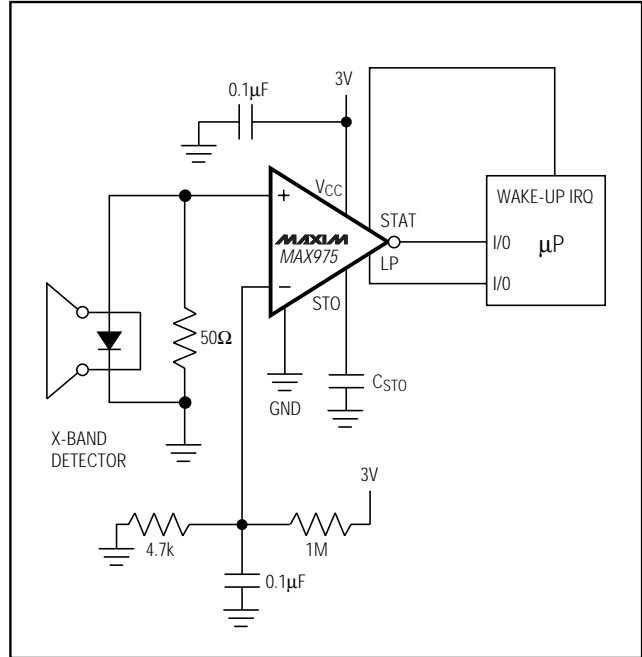 0.1μF
3V
VCC
WAKE-UP IRQ
+
STAT
MAXIM
MAX975
I/0
μP
LP
−
STO
I/0
50Ω
CSTO
GND
X-BAND
DETECTOR
3V
4.7k
1M
0.1μF